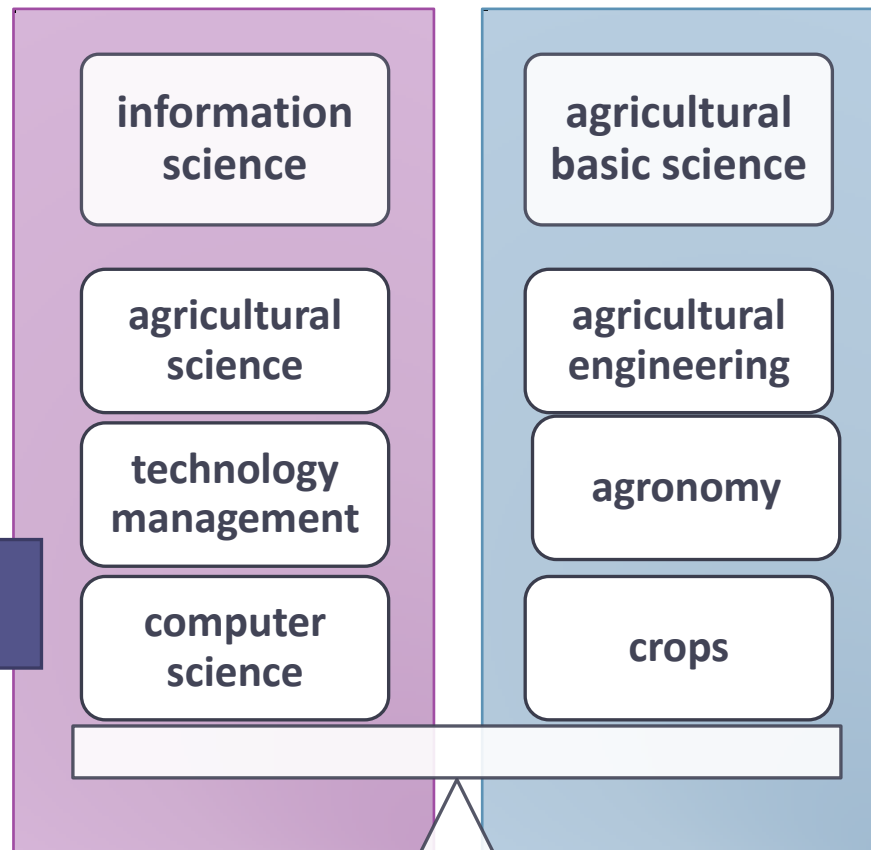 information
science
agricultural
science
technology
management
computer
science
agricultural
basic science
agricultural
engineering
agronomy
crops